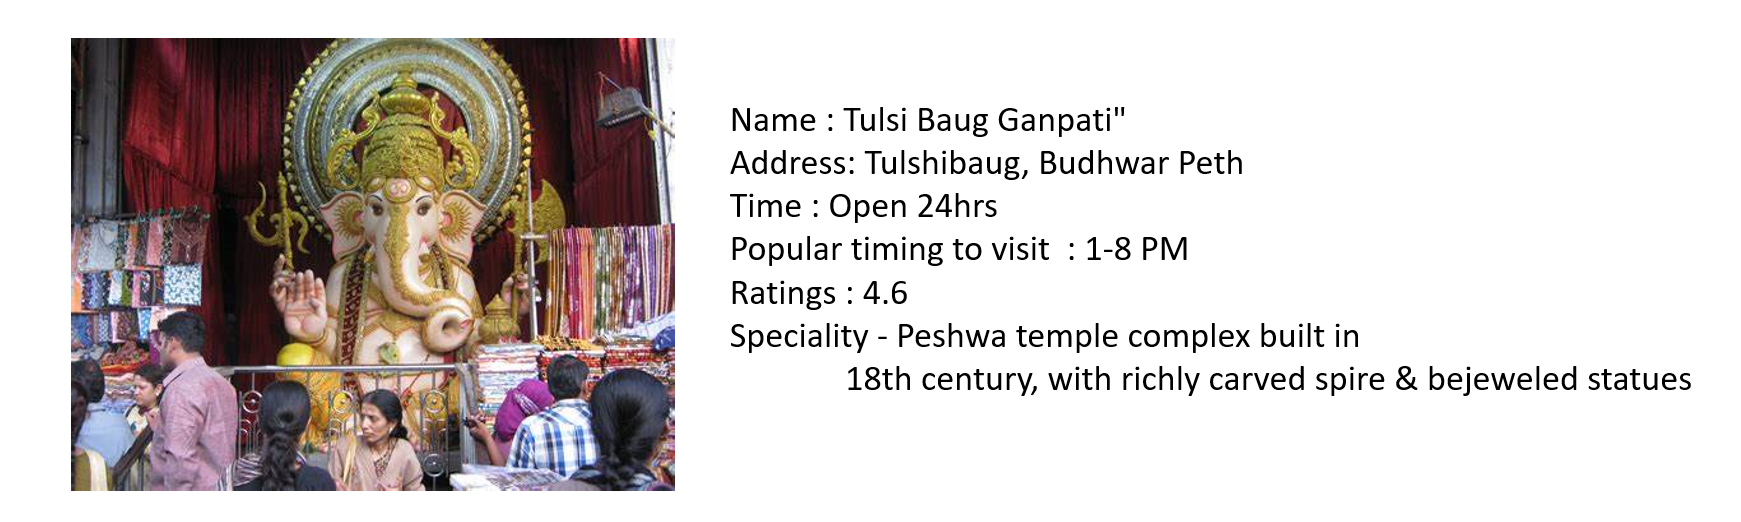 Name : Tulsi Baug Ganpati"
Address: Tulshibaug, Budhwar Peth
Time : Open 24hrs
Popular timing to visit  : 1-8 PM
Ratings : 4.6
Speciality - Peshwa temple complex built in
18th century, with richly carved spire & bejeweled statues